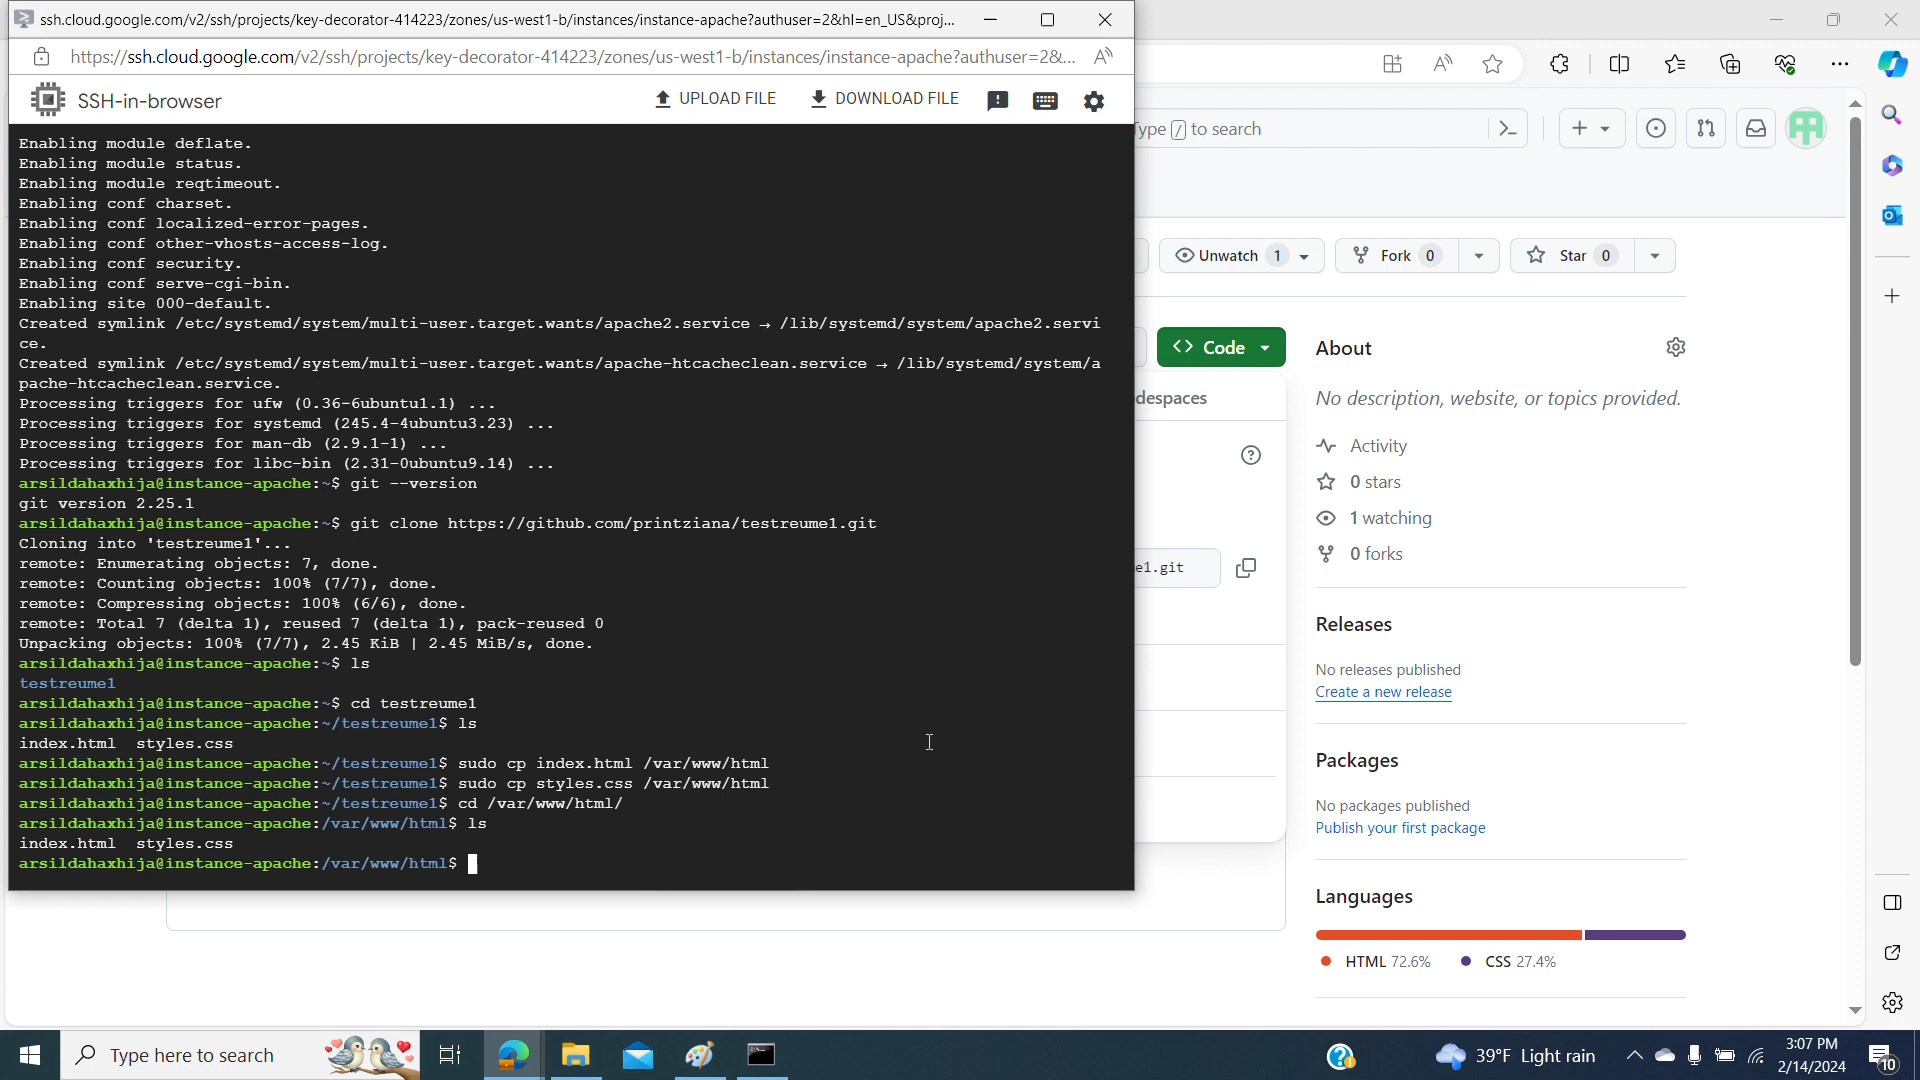 ssh.cloud.google.com/v2/ssh/projects/key-decorator-414223/zones/us-west1-b/instances/instance-apache?authuser=2&hl=en_US&proj...
https://ssh.cloud.google.com/v2/ssh/projects/key-decorator-414223/zones/us-west1-b/instances/instance-apache?authuser=2&...
SSH-in-browser
UPLOAD FILE
DOWNLOAD FILE
Enabling module deflate.
Enabling module status.
Enabling module reqtimeout.
Enabling conf charset.
Enabling conf localized-error-pages.
Enabling conf other-vhosts-access-log.
Enabling conf security.
Enabling conf serve-cgi-bin.
Enabling site 000-default.
Created symlink /etc/systemd/system/multi-user.target.wants/apache2.service → /lib/systemd/system/apache2.servi
ce.
Created symlink /etc/systemd/system/multi-user.target.wants/apache-htcacheclean.service → /lib/systemd/system/a
pache-htcacheclean.service.
Processing triggers for ufw (0.36-6ubuntu1.1) ...
Processing triggers for systemd (245.4-4ubuntu3.23) ...
Processing triggers for man-db (2.9.1-1) ...
Processing triggers for libc-bin (2.31-0ubuntu9.14) ...
arsildahaxhija@instance-apache:~$ git --version
git version 2.25.1
arsildahaxhija@instance-apache:~$ git clone https://github.com/printziana/testreume1.git
Cloning into 'testreume1'...
remote: Enumerating objects: 7, done.
remote: Counting objects: 100% (7/7), done.
remote: Compressing objects: 100% (6/6), done.
remote: Total 7 (delta 1), reused 7 (delta 1), pack-reused 0
Unpacking objects: 100% (7/7), 2.45 KiB | 2.45 MiB/s, done.
arsildahaxhija@instance-apache:~$ ls
testreume1
arsildahaxhija@instance-apache:~$ cd testreume1
arsildahaxhija@instance-apache:~/testreume1$ ls
index.html  styles.css
arsildahaxhija@instance-apache:~/testreume1$ sudo cp index.html /var/www/html
arsildahaxhija@instance-apache:~/testreume1$ sudo cp styles.css /var/www/html
arsildahaxhija@instance-apache:~/testreume1$ cd /var/www/html/
arsildahaxhija@instance-apache:/var/www/html$ ls
index.html  styles.css
arsildahaxhija@instance-apache:/var/www/html$
Type / to search
Unwatch 1
Fork 0
Star 0
Code
despaces
e1.git
About
No description, website, or topics provided.
Activity
0 stars
1 watching
0 forks
Releases
No releases published
Create a new release
Packages
No packages published
Publish your first package
Languages
HTML 72.6%
CSS 27.4%
Type here to search
39°F Light rain
3:07 PM
2/14/2024
10